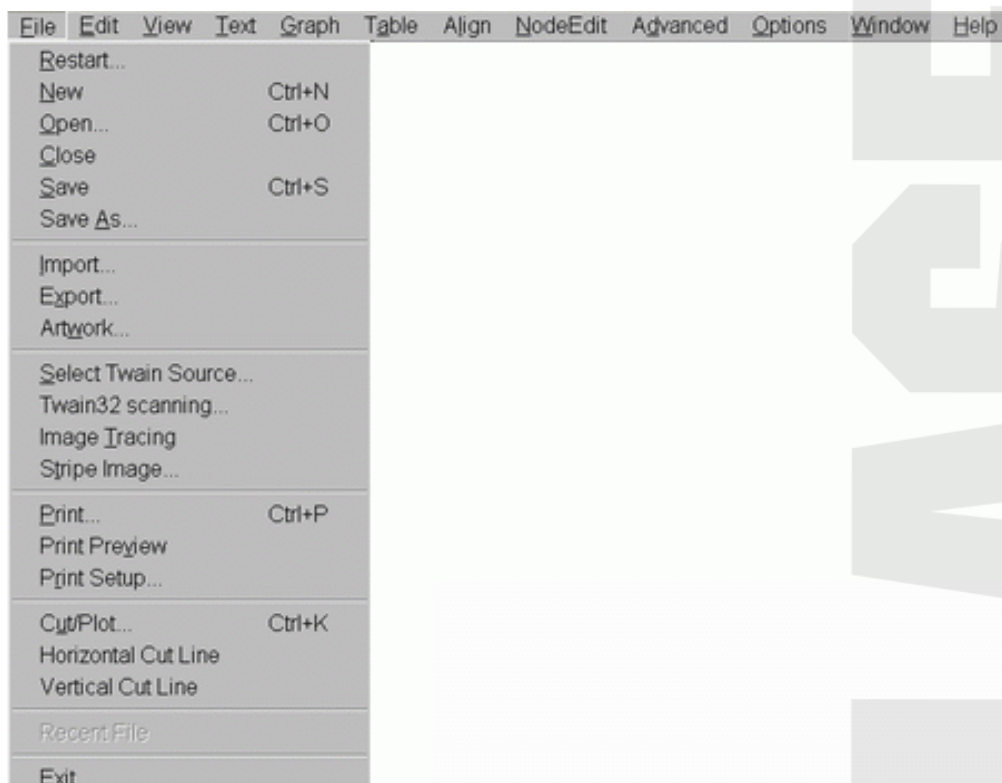 File Edit View Text Graph Table Align NodeEdit Advanced Options Window Help
Restart...
New Ctrl+N
Open... Ctrl+O
Close
Save Ctrl+S
Save As...
Import...
Export...
Artwork...
Select Twain Source...
Twain32 scanning...
Image Tracing
Stripe Image...
Print... Ctrl+P
Print Preview
Print Setup...
Cut/Plot... Ctrl+K
Horizontal Cut Line
Vertical Cut Line
Recent File
Exit